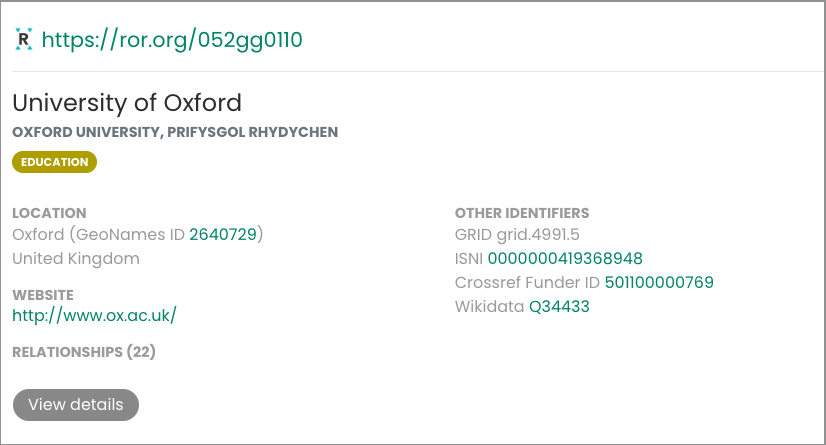 R https://ror.org/052gg0110
University of Oxford
OXFORD UNIVERSITY, PRIFYSGOL RHYDYCHEN
EDUCATION
LOCATION
Oxford (GeoNames ID 2640729)
United Kingdom
WEBSITE
http://www.ox.ac.uk/
RELATIONSHIPS (22)
View details
OTHER IDENTIFIERS
GRID grid.4991.5
ISNI 0000000419368948
Crossref Funder ID 501100000769
Wikidata Q34433